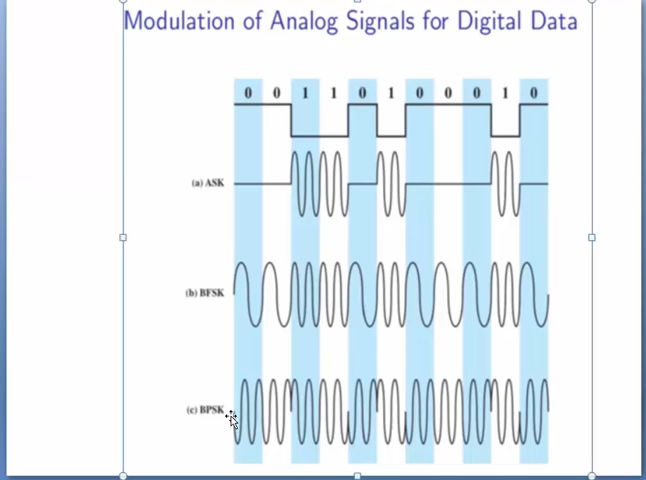 Modulation of Analog Signals for Digital Data
0 0 1 1 0 1 0 0 0 1 0
(a) ASK
(b) BFSK
(c) BPSK